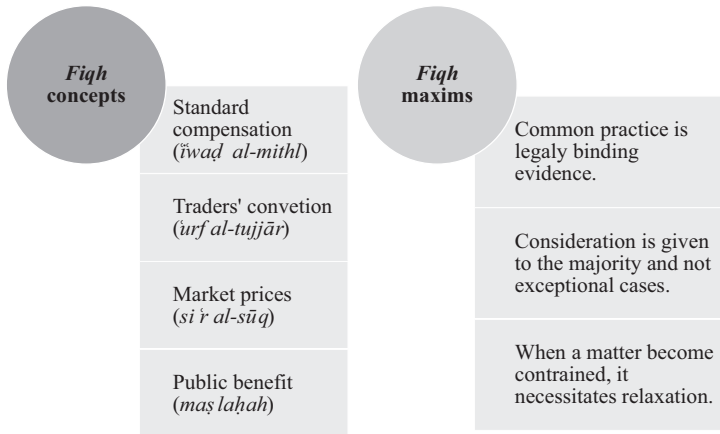 Fiqh
concepts
Standard
compensation
(ʿīwaḍ al-mithl)
Traders' convetion
(ʿurf al-tujjār)
Market prices
(siʿr al-sūq)
Public benefit
(maṣlaḥah)
Fiqh
maxims
Common practice is
legaly binding
evidence.
Consideration is given
to the majority and not
exceptional cases.
When a matter become
contrained, it
necessitates relaxation.